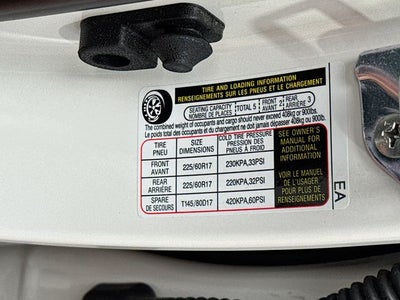 TIRE AND LOADING INFORMATION
RENSEIGNEMENTS SUR LES PNEUS ET LE CHARGEMENT
SEATING CAPACITY TOTAL 5 FRONT 2 REAR 3
NOMBRE DE PLACES AVANT ARRIÈRE
The combined weight of occupants and cargo should never exceed 408kg or 900lbs.
Le poids total des occupants et du chargement ne doit jamais dépasser 408kg ou 900lbs.
TIRE SIZE COLD TIRE PRESSURE
PNEU DIMENSIONS PRESSION DES PNEUS À FROID
FRONT
AVANT 225/60R17 230KPA,33PSI
REAR
ARRIÈRE 225/60R17 220KPA,32PSI
SPARE
DE SECOURS T145/80D17 420KPA,60PSI
SEE OWNER'S
MANUAL FOR
ADDITIONAL
INFORMATION
VOIR LE MANUEL
DE L'USAGER
POUR PLUS DE
RENSEIGNEMENTS
EA